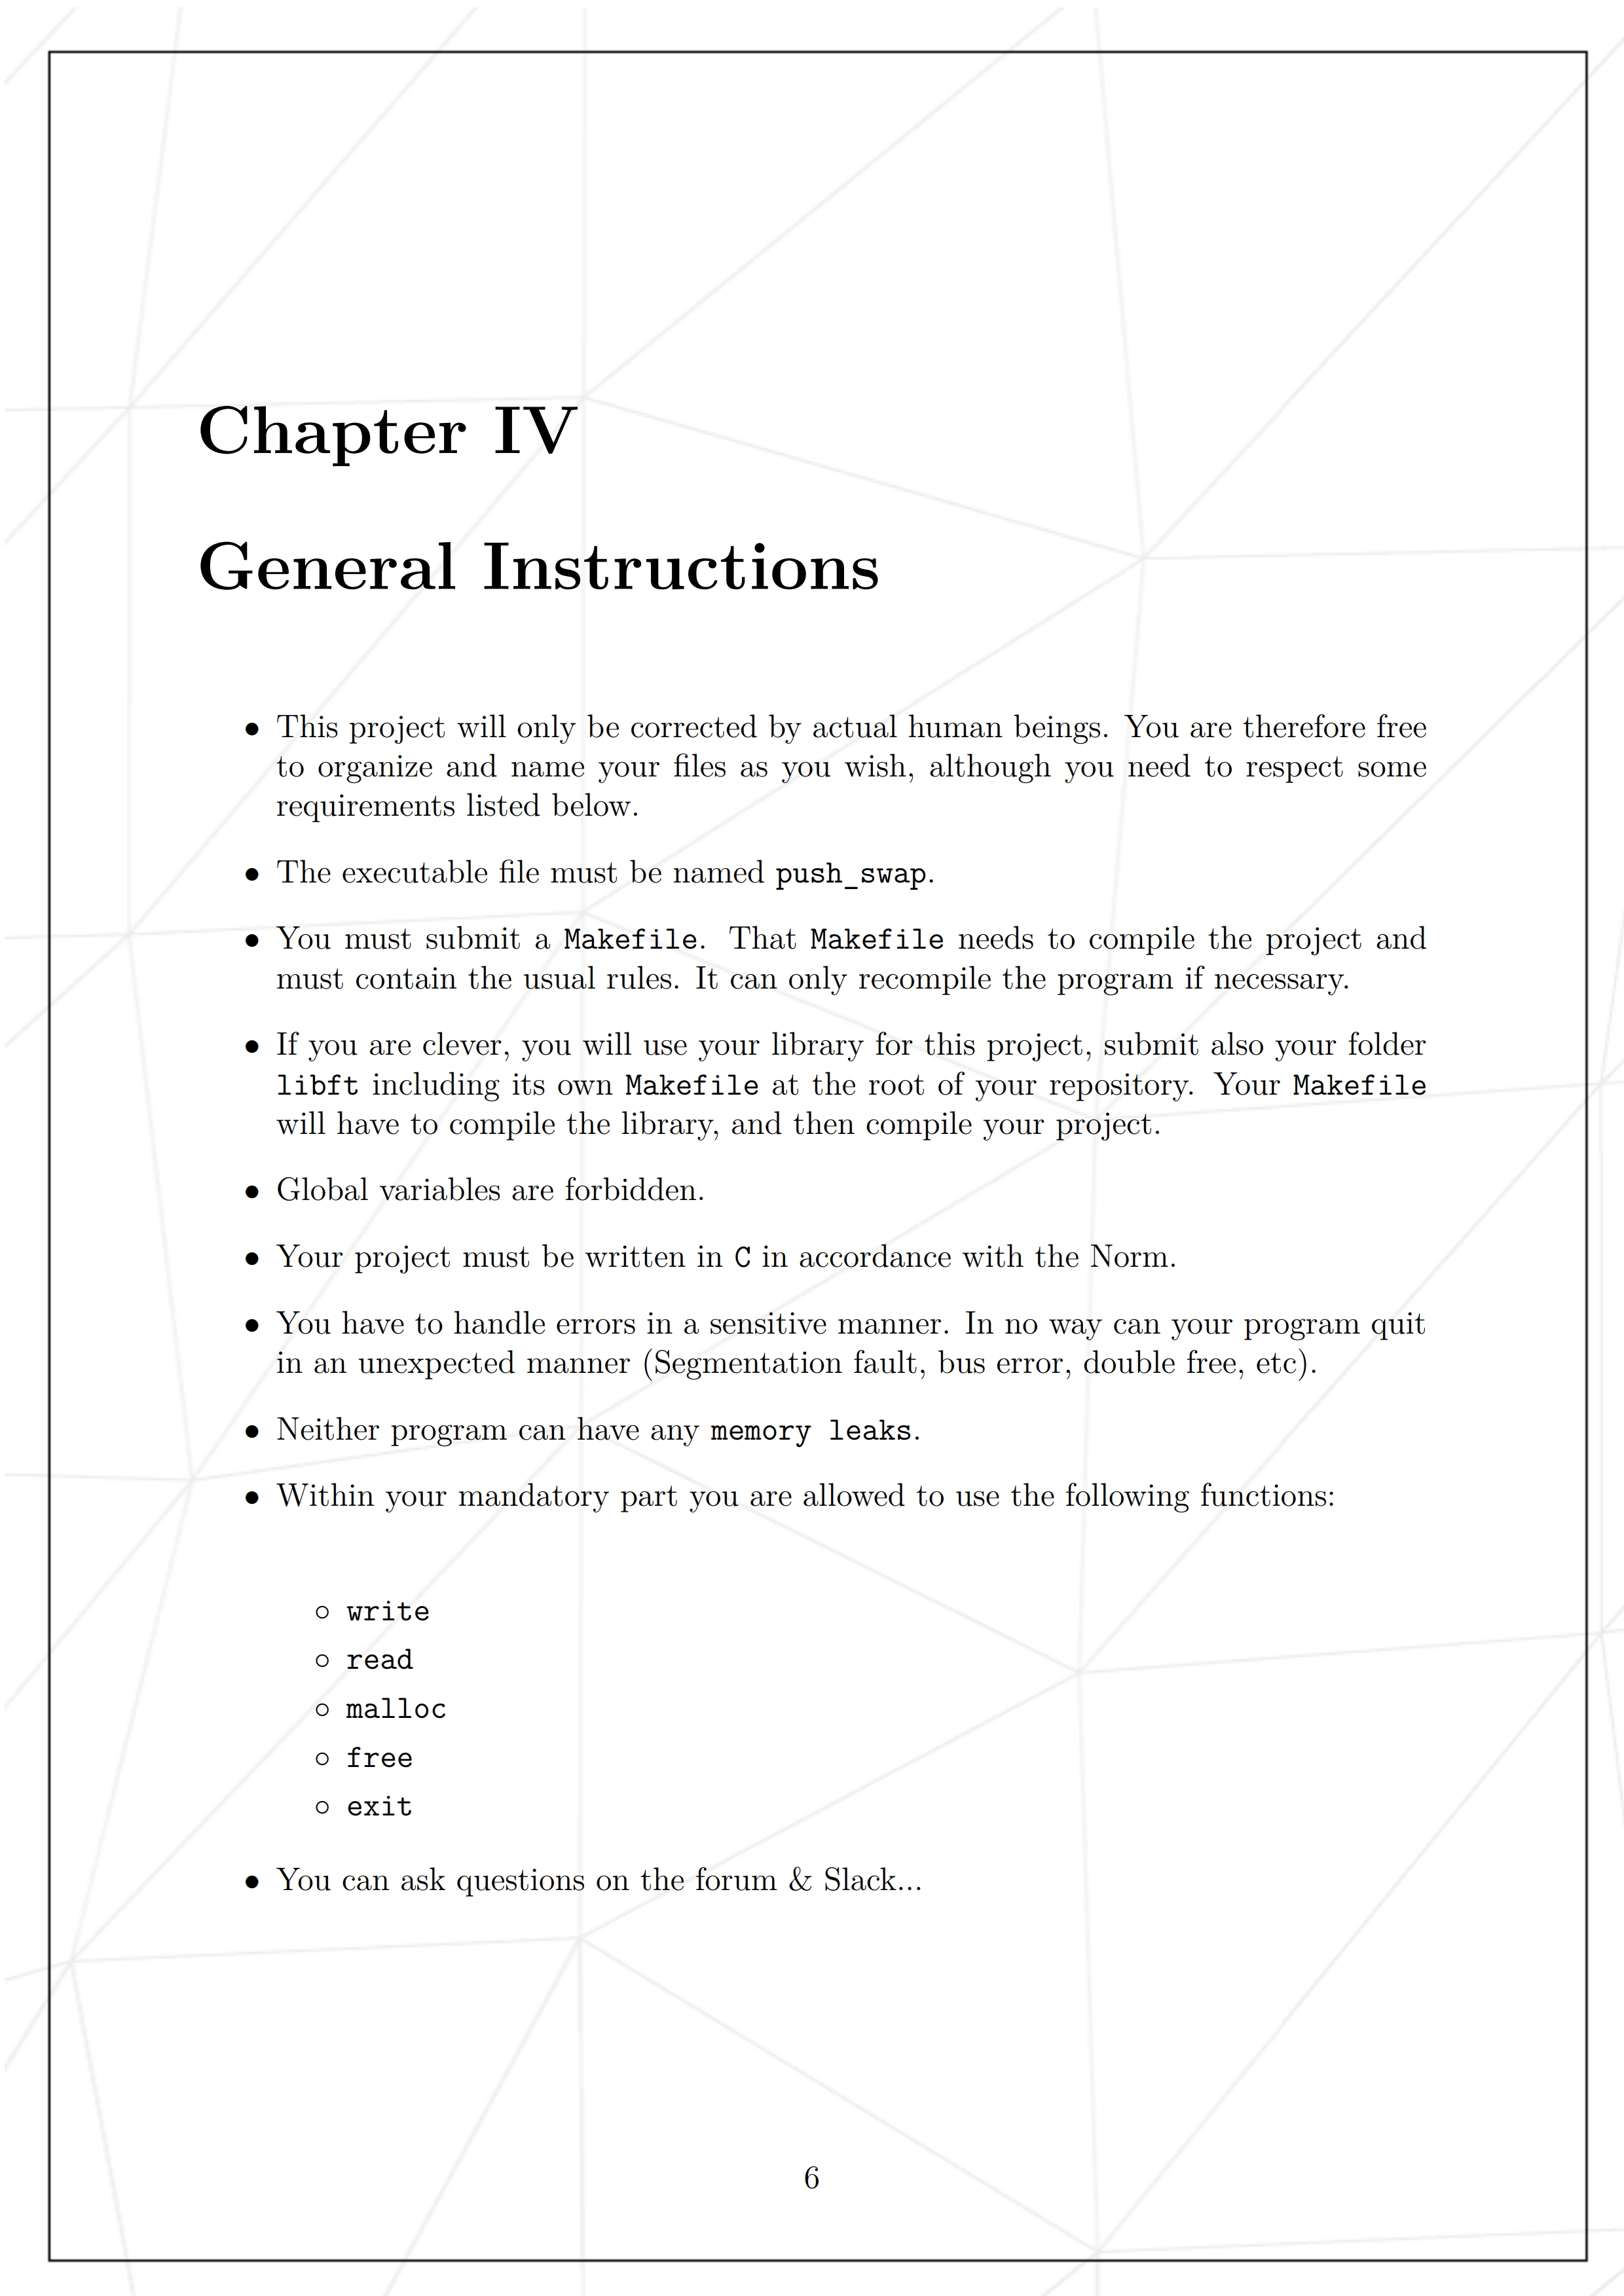 Chapter IV
General Instructions
• This project will only be corrected by actual human beings. You are therefore free
to organize and name your files as you wish, although you need to respect some
requirements listed below.
• The executable file must be named push_swap.
• You must submit a Makefile. That Makefile needs to compile the project and
must contain the usual rules. It can only recompile the program if necessary.
• If you are clever, you will use your library for this project, submit also your folder
libft including its own Makefile at the root of your repository. Your Makefile
will have to compile the library, and then compile your project.
• Global variables are forbidden.
• Your project must be written in C in accordance with the Norm.
• You have to handle errors in a sensitive manner. In no way can your program quit
in an unexpected manner (Segmentation fault, bus error, double free, etc).
• Neither program can have any memory leaks.
• Within your mandatory part you are allowed to use the following functions:
◦ write
◦ read
◦ malloc
◦ free
◦ exit
• You can ask questions on the forum & Slack...
6